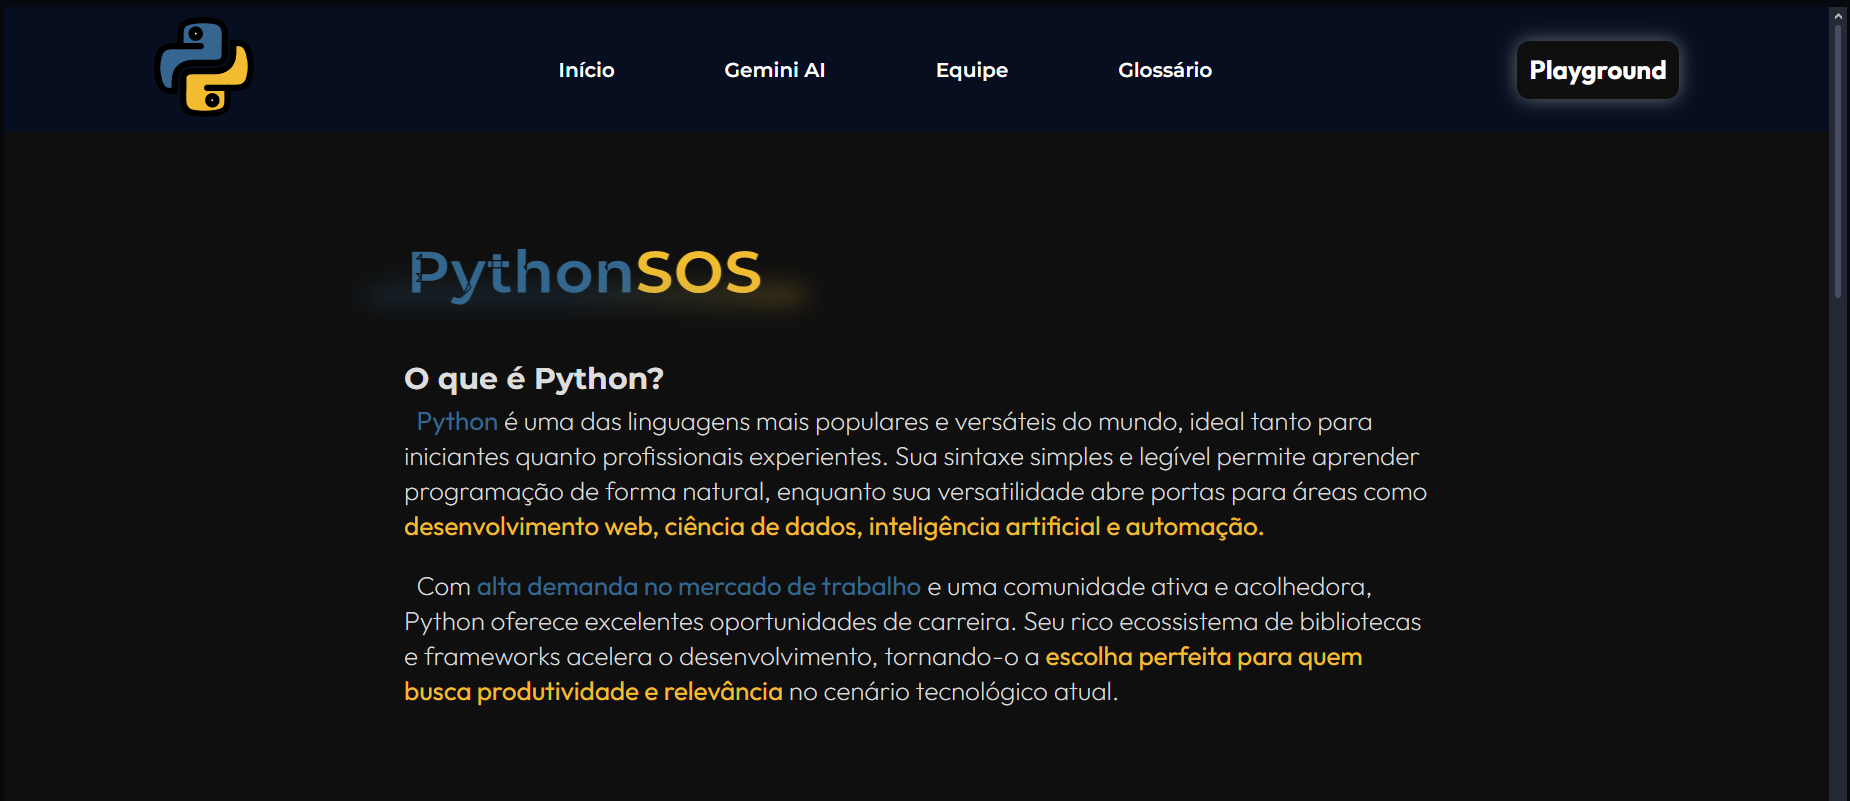 Início
Gemini AI
Equipe
Glossário
Playground
PythonSOS
O que é Python?
Python é uma das linguagens mais populares e versáteis do mundo, ideal tanto para
iniciantes quanto profissionais experientes. Sua sintaxe simples e legível permite aprender
programação de forma natural, enquanto sua versatilidade abre portas para áreas como
desenvolvimento web, ciência de dados, inteligência artificial e automação.
Com alta demanda no mercado de trabalho e uma comunidade ativa e acolhedora,
Python oferece excelentes oportunidades de carreira. Seu rico ecossistema de bibliotecas
e frameworks acelera o desenvolvimento, tornando-o a escolha perfeita para quem
busca produtividade e relevância no cenário tecnológico atual.